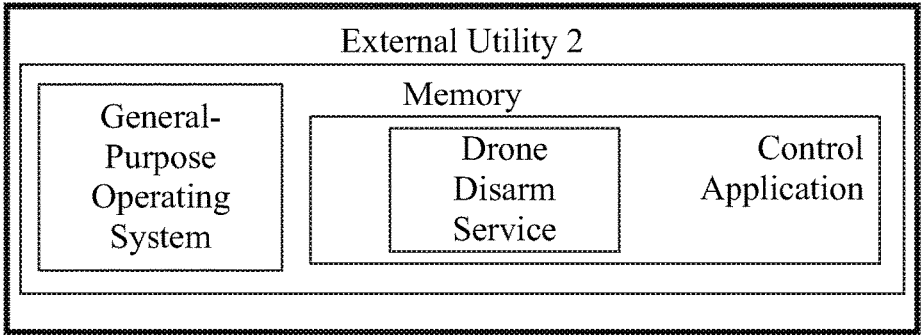 External Utility 2
Memory
General-
Purpose
Operating
System
Drone
Disarm
Service
Control
Application